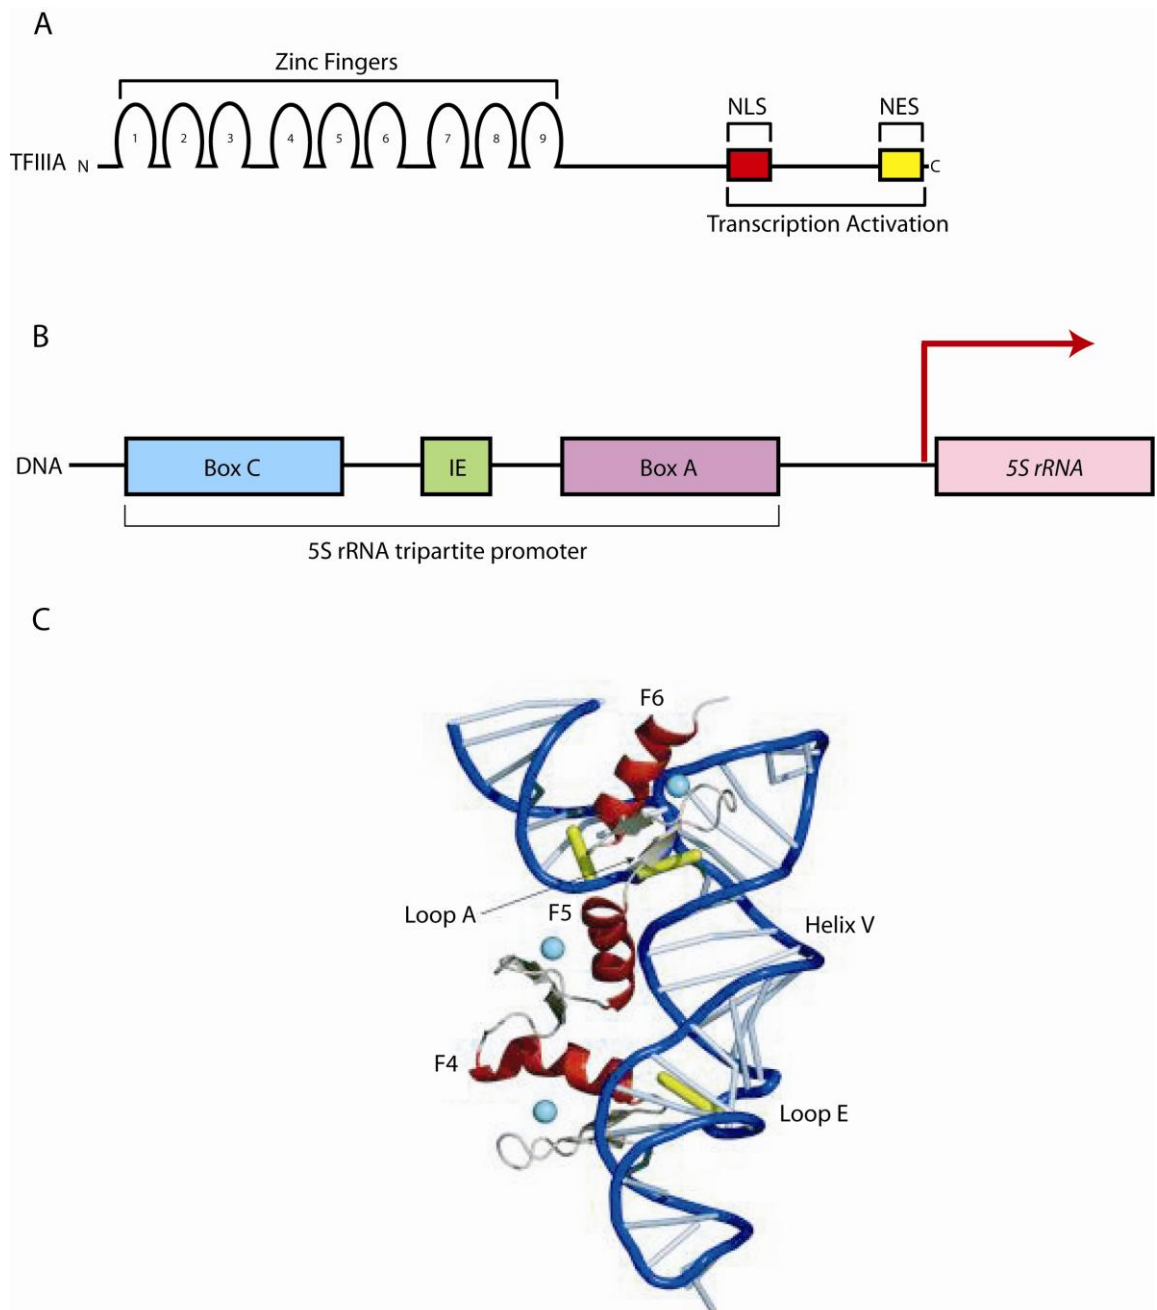 A
Zinc Fingers
1 2 3 4 5 6 7 8 9
NLS NES
TFIIIA N C
Transcription Activation
B
DNA Box C IE Box A 5S rRNA
5S rRNA tripartite promoter
C
F6
Loop A F5
Helix V
F4
Loop E